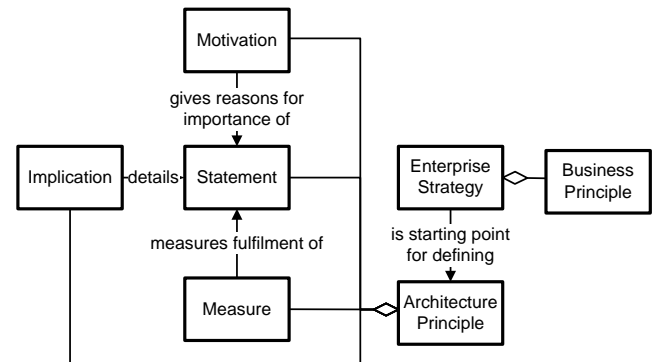 Motivation
gives reasons for
importance of
Implication
details
Statement
Enterprise
Strategy
Business
Principle
measures fulfilment of
is starting point
for defining
Measure
Architecture
Principle